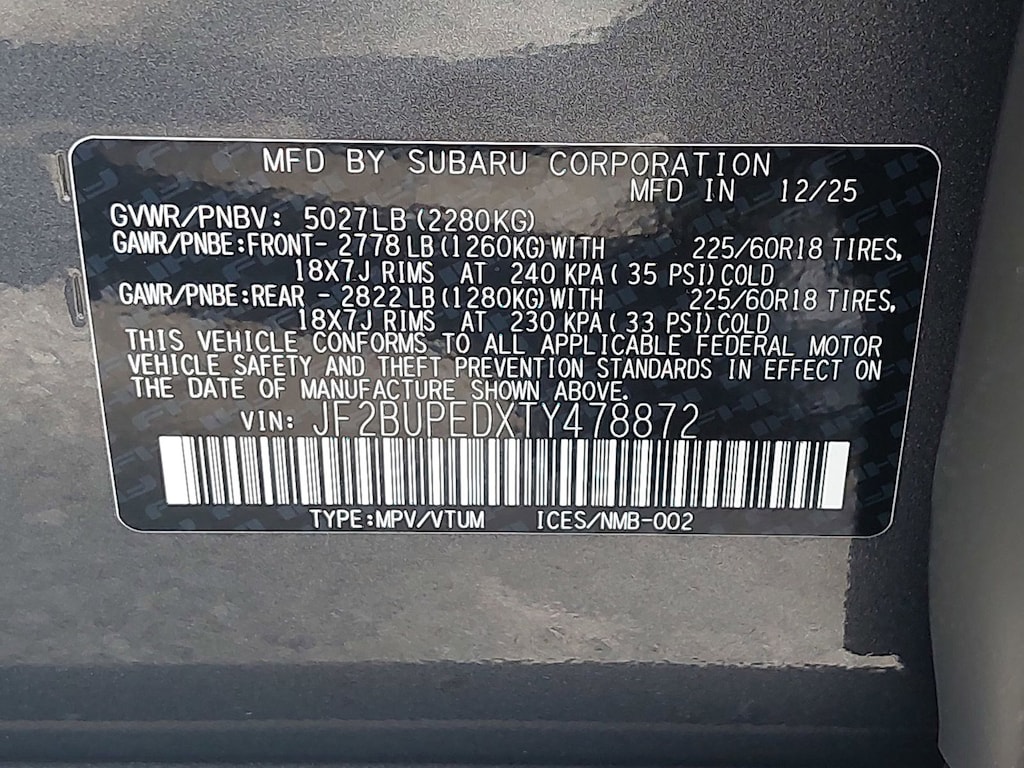 MFD BY SUBARU CORPORATION
MFD IN 12/25
GVWR/PNBV: 5027LB (2280KG)
GAWR/PNBE:FRONT- 2778 LB (1260KG) WITH 225/60R18 TIRES,
18X7J RIMS AT 240 KPA ( 35 PSI) COLD
GAWR/PNBE:REAR - 2822 LB (1280KG) WITH 225/60R18 TIRES,
18X7J RIMS AT 230 KPA ( 33 PSI) COLD
THIS VEHICLE CONFORMS TO ALL APPLICABLE FEDERAL MOTOR
VEHICLE SAFETY AND THEFT PREVENTION STANDARDS IN EFFECT ON
THE DATE OF MANUFACTURE SHOWN ABOVE.
VIN: JF2BUPEDXTY478872
TYPE:MPV/VTUM ICES/NMB-002